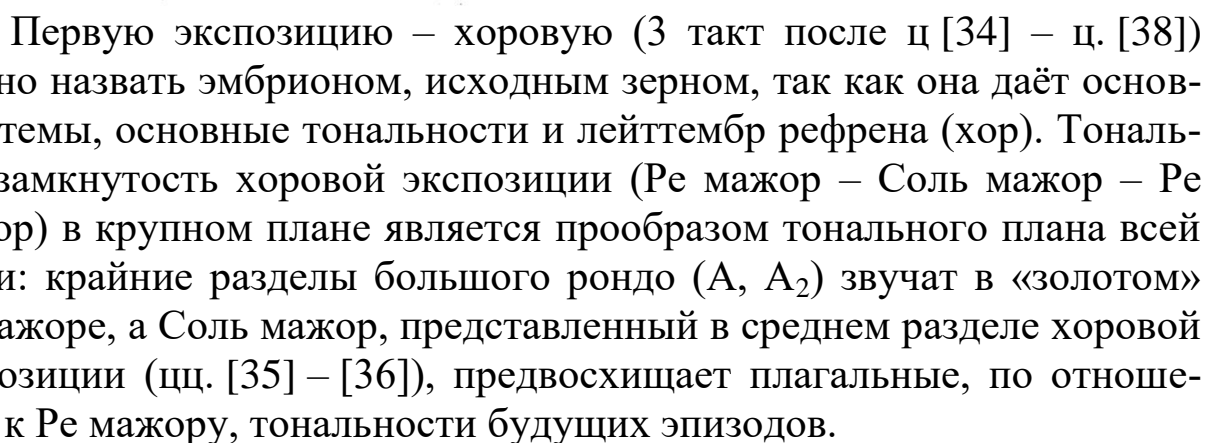 Первую экспозицию – хоровую (3 такт после ц [34] – ц. [38])
но назвать эмбрионом, исходным зерном, так как она даёт основ-
темы, основные тональности и лейттембр рефрена (хор). Тональ-
замкнутость хоровой экспозиции (Ре мажор – Соль мажор – Ре
ор) в крупном плане является прообразом тонального плана всей
и: крайние разделы большого рондо (A, A₂) звучат в «золотом»
ажоре, а Соль мажор, представленный в среднем разделе хоровой
озиции (цц. [35] – [36]), предвосхищает плагальные, по отноше-
к Ре мажору, тональности будущих эпизодов.